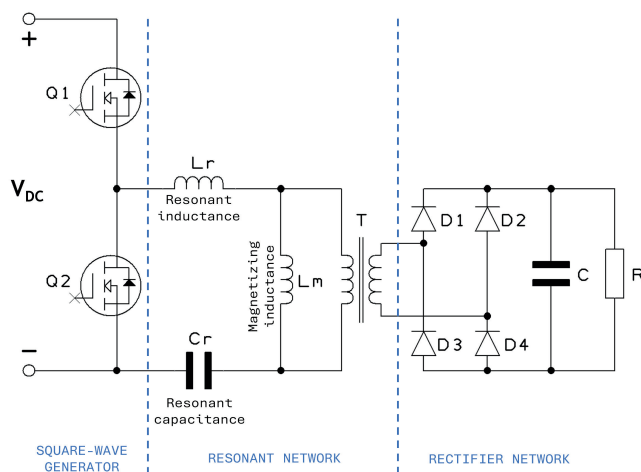 +
Q1
VDC
Q2
−
Lr
Resonant
inductance
Magnetizing
inductance
Lm
Cr
Resonant
capacitance
T
D1
D2
D3
D4
C
R
SQUARE-WAVE
GENERATOR
RESONANT NETWORK
RECTIFIER NETWORK